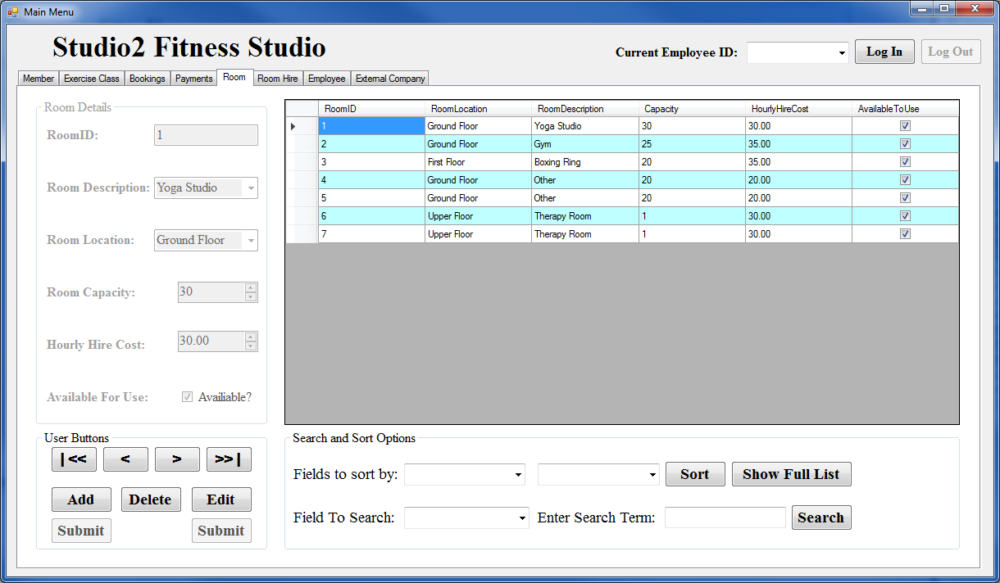 Main Menu
Studio2 Fitness Studio
Current Employee ID:
Log In
Log Out
Member
Exercise Class
Bookings
Payments
Room
Room Hire
Employee
External Company
Room Details
RoomID:
1
Room Description:
Yoga Studio
Room Location:
Ground Floor
Room Capacity:
30
Hourly Hire Cost:
30.00
Available For Use:
Availiable?
RoomID RoomLocation RoomDescription Capacity HourlyHireCost AvailableToUse
1 Ground Floor Yoga Studio 30 30.00
2 Ground Floor Gym 25 35.00
3 First Floor Boxing Ring 20 35.00
4 Ground Floor Other 20 20.00
5 Ground Floor Other 20 20.00
6 Upper Floor Therapy Room 1 30.00
7 Upper Floor Therapy Room 1 30.00
User Buttons
|<<
<
>
>>|
Add
Delete
Edit
Submit
Submit
Search and Sort Options
Fields to sort by:
Sort
Show Full List
Field To Search:
Enter Search Term:
Search